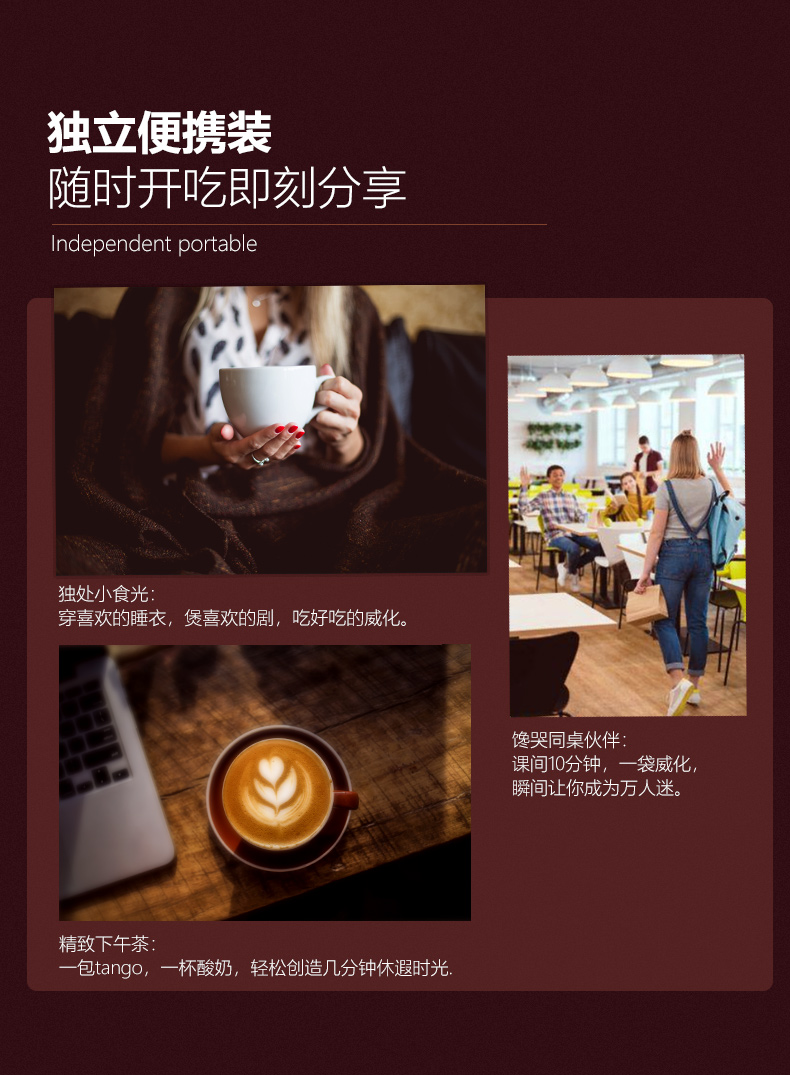 独立便携装
随时开吃即刻分享
Independent portable
独处小食光：
穿喜欢的睡衣，煲喜欢的剧，吃好吃的威化。
馋哭同桌伙伴：
课间10分钟，一袋威化，
瞬间让你成为万人迷。
精致下午茶：
一包tango，一杯酸奶，轻松创造几分钟休遐时光.